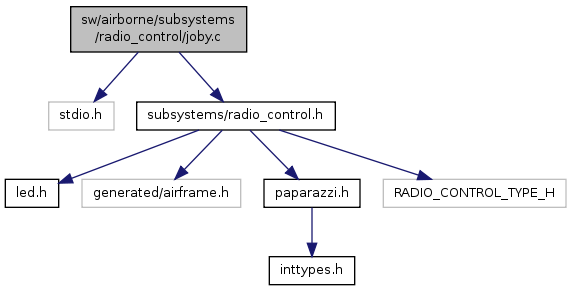 sw/airborne/subsystems
/radio_control/joby.c
stdio.h
subsystems/radio_control.h
led.h
generated/airframe.h
paparazzi.h
RADIO_CONTROL_TYPE_H
inttypes.h